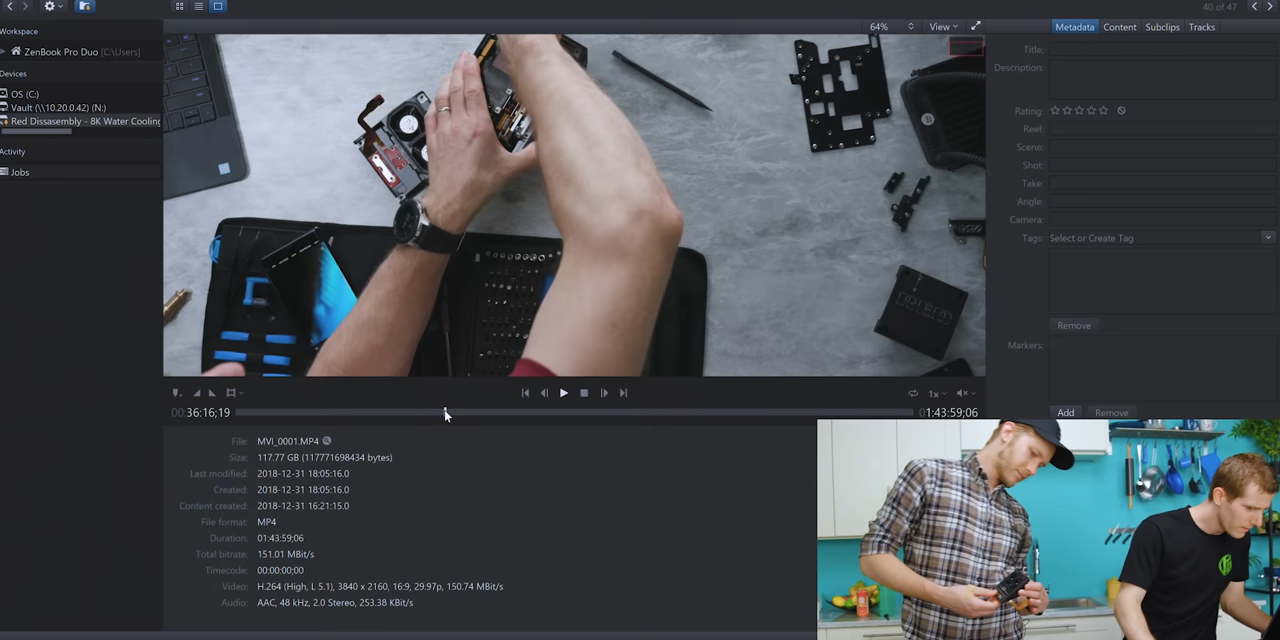 40 of 47
Workspace
64%
View
Metadata Content Subclips Tracks
ZenBook Pro Duo [C:\Users]
Title:
Description:
Devices
OS (C:)
Vault (\\10.20.0.42) (N:)
Red Dissasembly - 8K Water Cooling
Rating:
Reel:
Scene:
Activity
Shot:
Jobs
Take:
Angle:
Camera:
Tags: Select or Create Tag
RED
Remove
Markers:
1x
00:36:16;19
01:43:59;06
Add Remove
File: MVI_0001.MP4
Size: 117.77 GB (117771698434 bytes)
Last modified: 2018-12-31 18:05:16.0
Created: 2018-12-31 18:05:16.0
Content created: 2018-12-31 16:21:15.0
File format: MP4
Duration: 01:43:59;06
Total bitrate: 151.01 MBit/s
Timecode: 00:00:00;00
Video: H.264 (High, L 5.1), 3840 x 2160, 16:9, 29.97p, 150.74 MBit/s
Audio: AAC, 48 kHz, 2.0 Stereo, 253.38 KBit/s